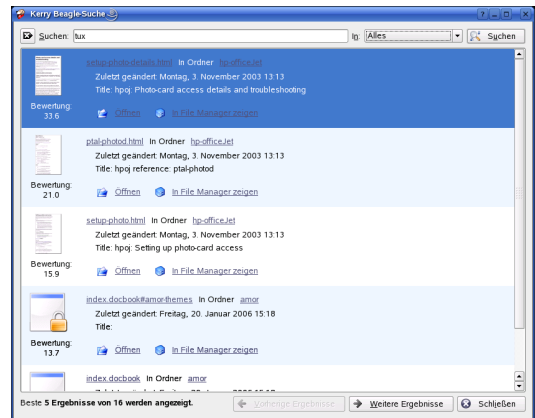 Kerry Beagle-Suche
Suchen: tux In: Alles Suchen
setup-photo-details.html In Ordner hp-officeJet
Zuletzt geändert: Montag, 3. November 2003 13:13
Title: hpoj: Photo-card access details and troubleshooting
Bewertung:
33.6
Öffnen In File Manager zeigen
ptal-photod.html In Ordner hp-officeJet
Zuletzt geändert: Montag, 3. November 2003 13:13
Title: hpoj reference: ptal-photod
Bewertung:
21.0
Öffnen In File Manager zeigen
setup-photo.html In Ordner hp-officeJet
Zuletzt geändert: Montag, 3. November 2003 13:13
Title: hpoj: Setting up photo-card access
Bewertung:
15.9
Öffnen In File Manager zeigen
index.docbook#amor-themes In Ordner amor
Zuletzt geändert: Freitag, 20. Januar 2006 15:18
Title:
Bewertung:
13.7
Öffnen In File Manager zeigen
index.docbook In Ordner amor
Beste 5 Ergebnisse von 16 werden angezeigt. Vorherige Ergebnisse Weitere Ergebnisse Schließen